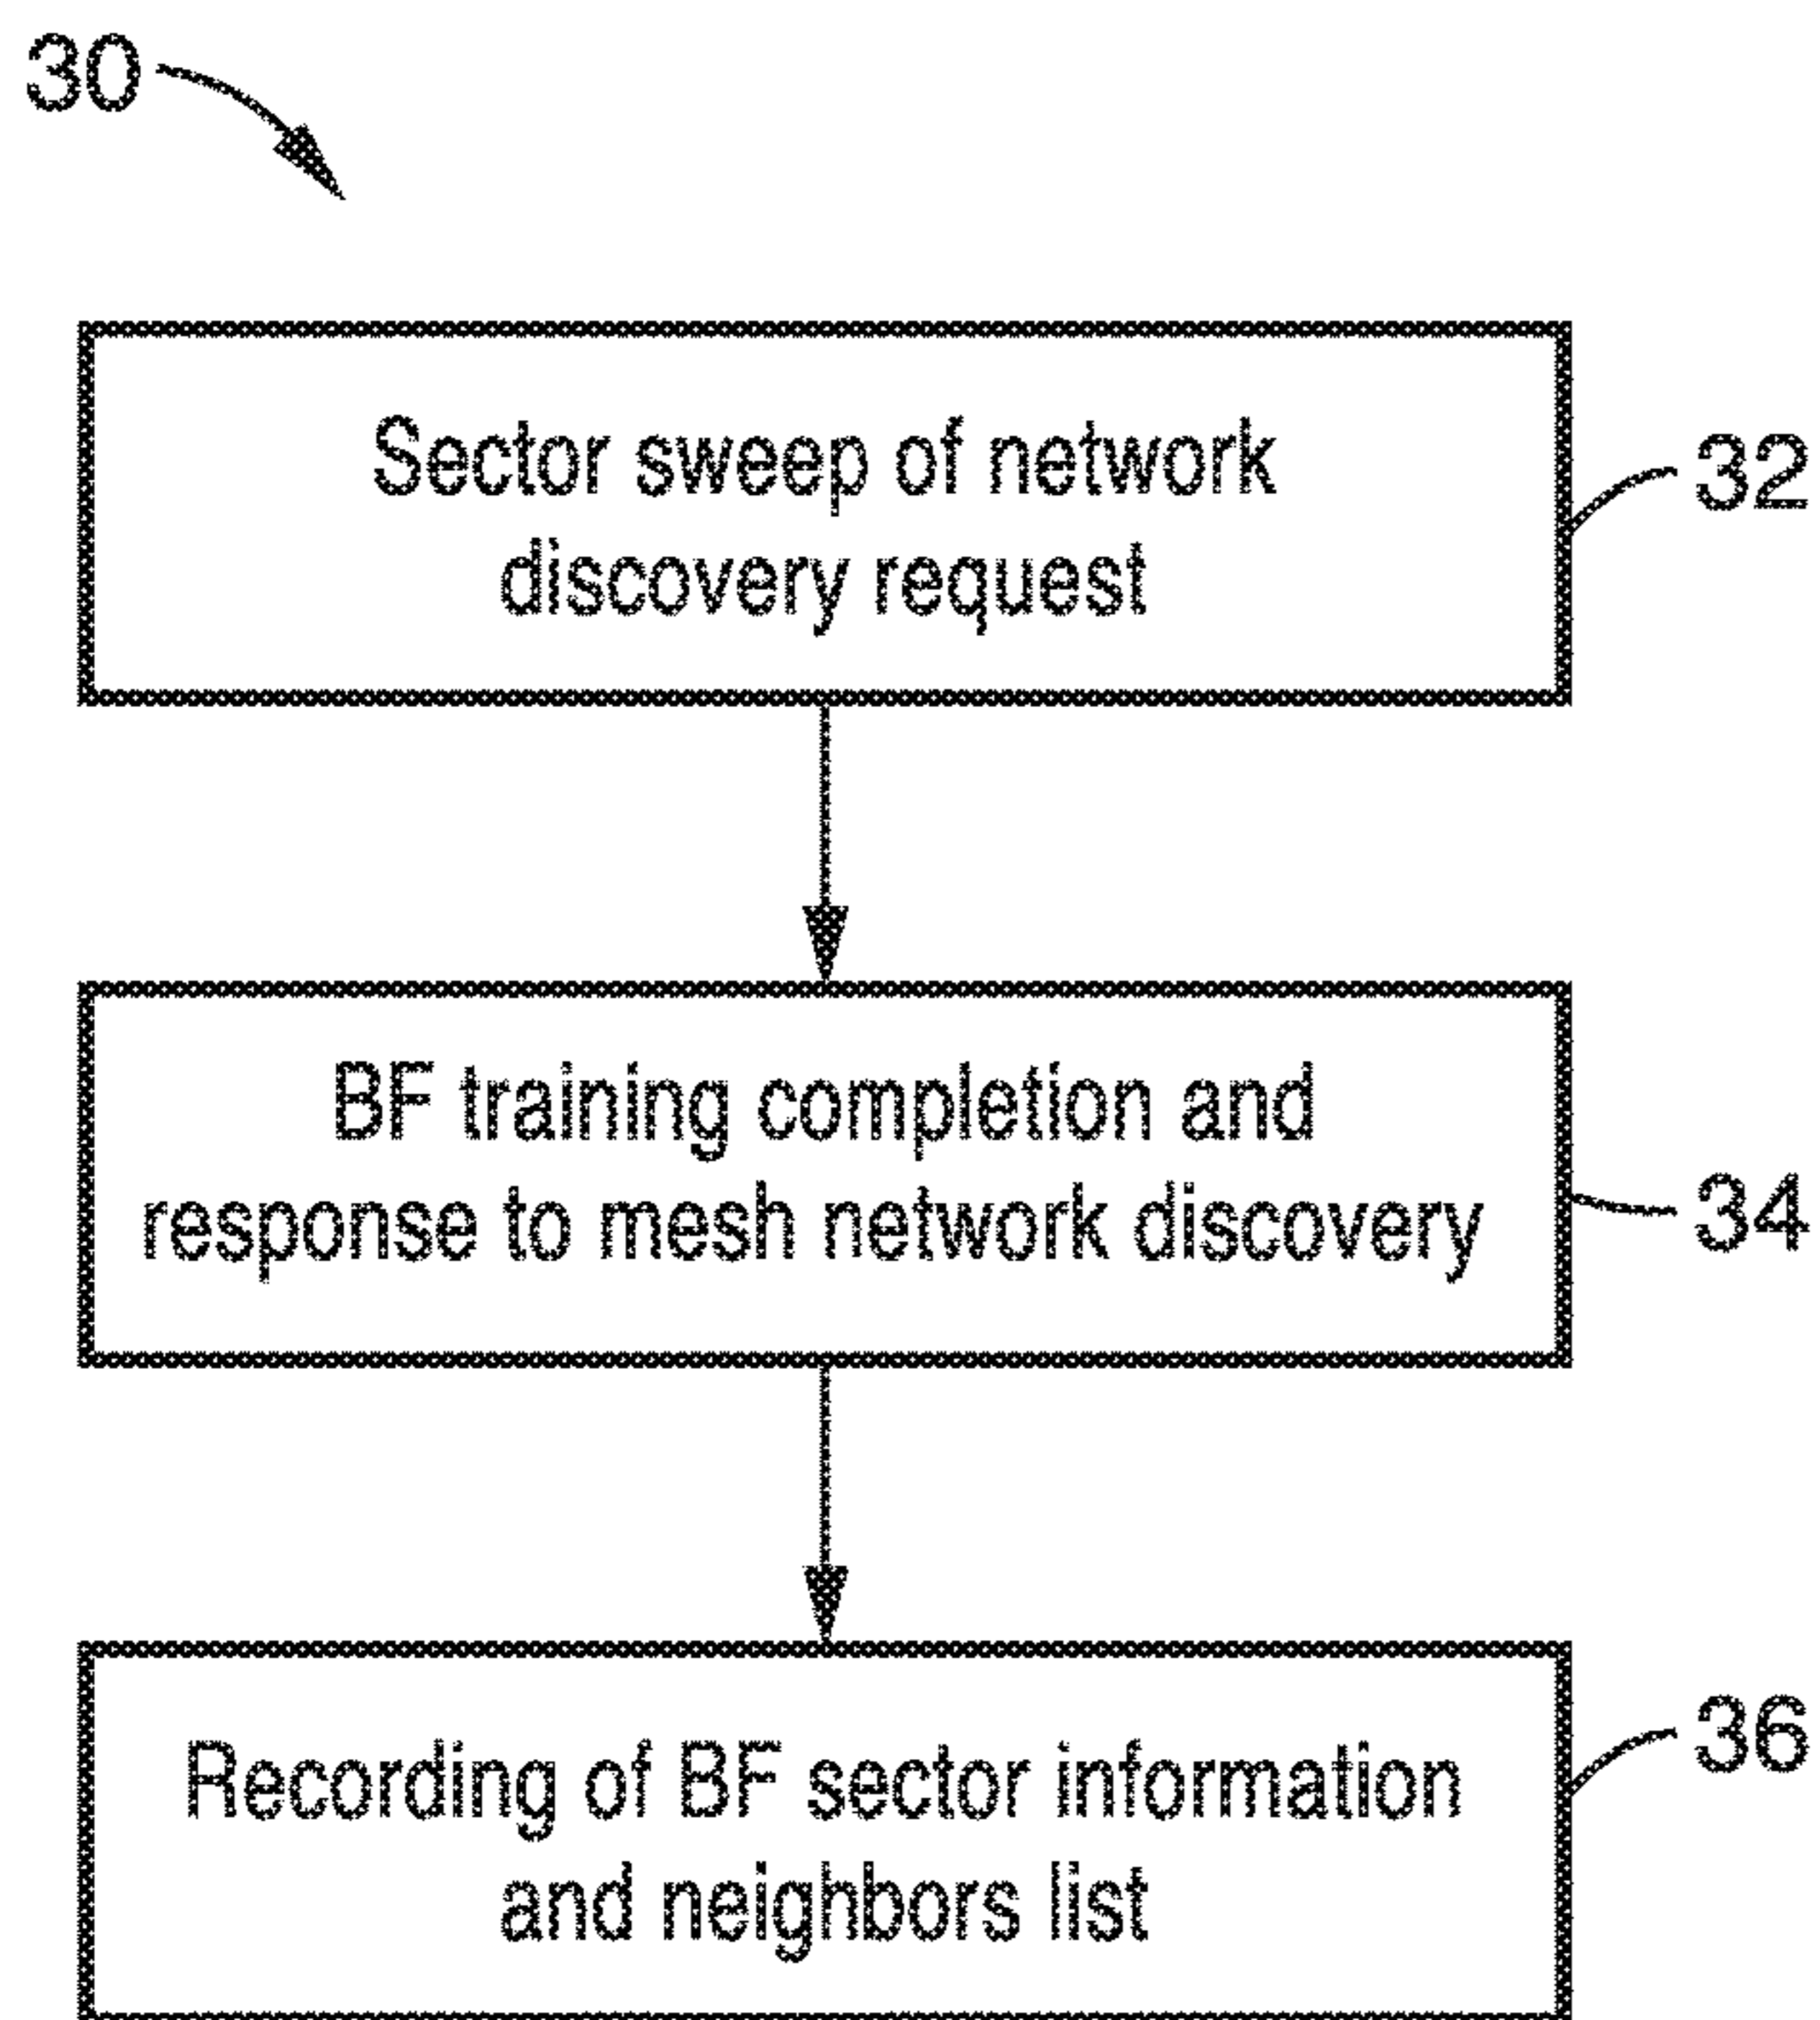 30
Sector sweep of network
discovery request
32
BF training completion and
response to mesh network discovery
34
Recording of BF sector information
and neighbors list
36